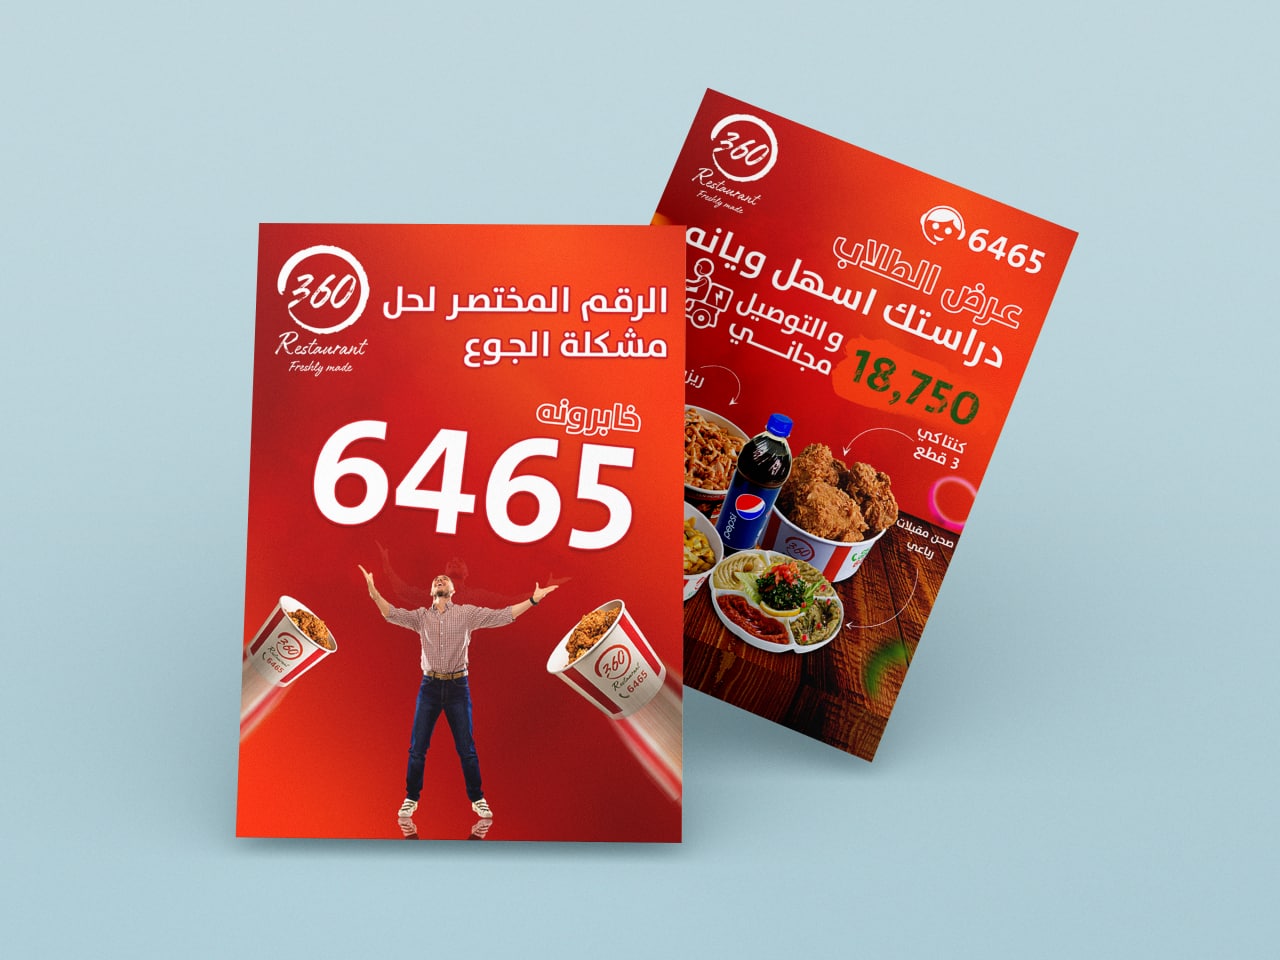 360
Restaurant
Freshly made
الرقم المختصر لحل
مشكلة الجوع
خابرونه
6465
360
Restaurant
6465
360
Restaurant
6465
360
Restaurant
Freshly made
6465
عرض الطلاب
دراستك اسهل ويانه
والتوصيل
مجاني
18,750
كنتاكي
3 قطع
صحن مقبلات
رباعي
pepsi
360